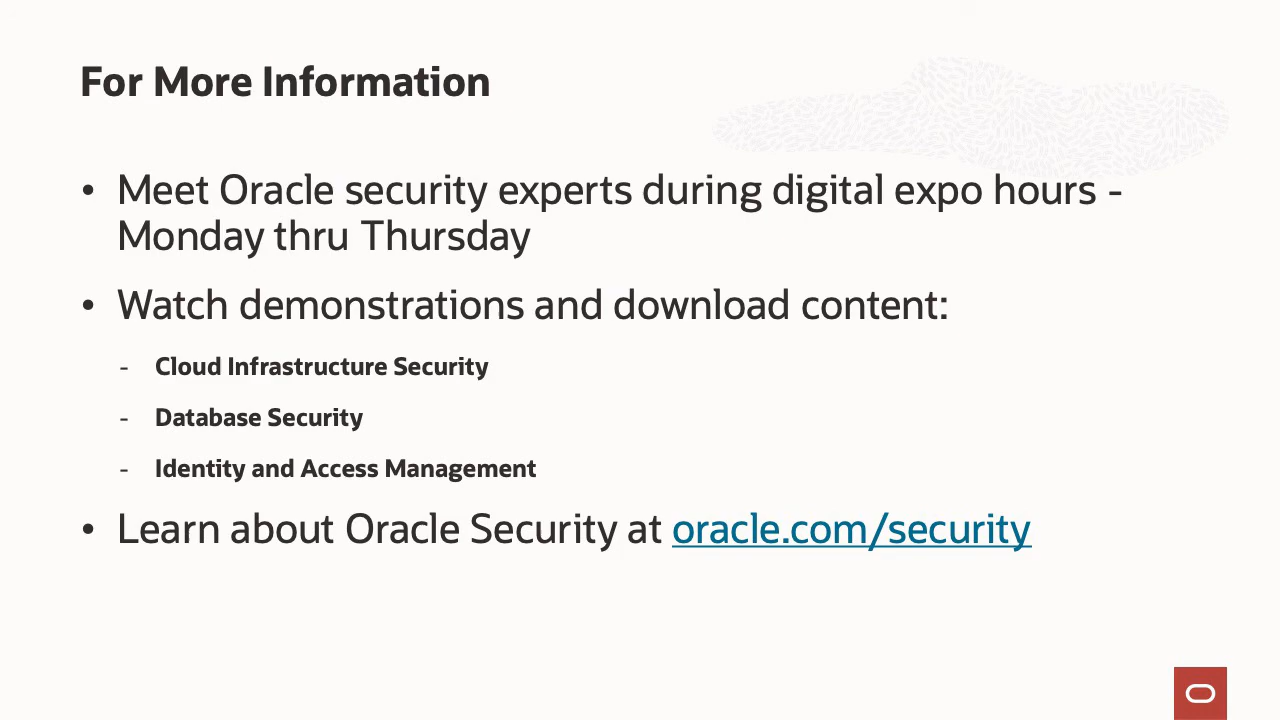 For More Information
• Meet Oracle security experts during digital expo hours -
Monday thru Thursday
• Watch demonstrations and download content:
- Cloud Infrastructure Security
- Database Security
- Identity and Access Management
• Learn about Oracle Security at oracle.com/security